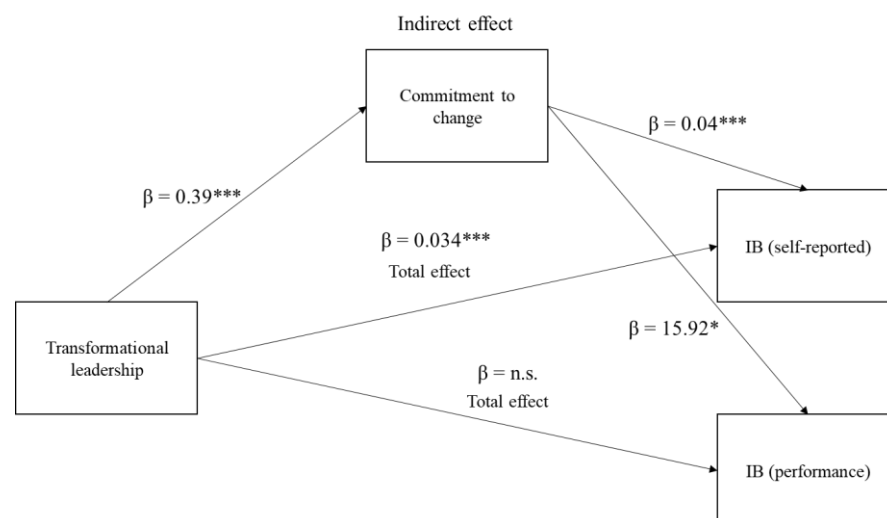 Indirect effect
Commitment to
change
β = 0.04***
β = 0.39***
β = 0.034***
Total effect
IB (self-reported)
β = 15.92*
Transformational
leadership
β = n.s.
Total effect
IB (performance)